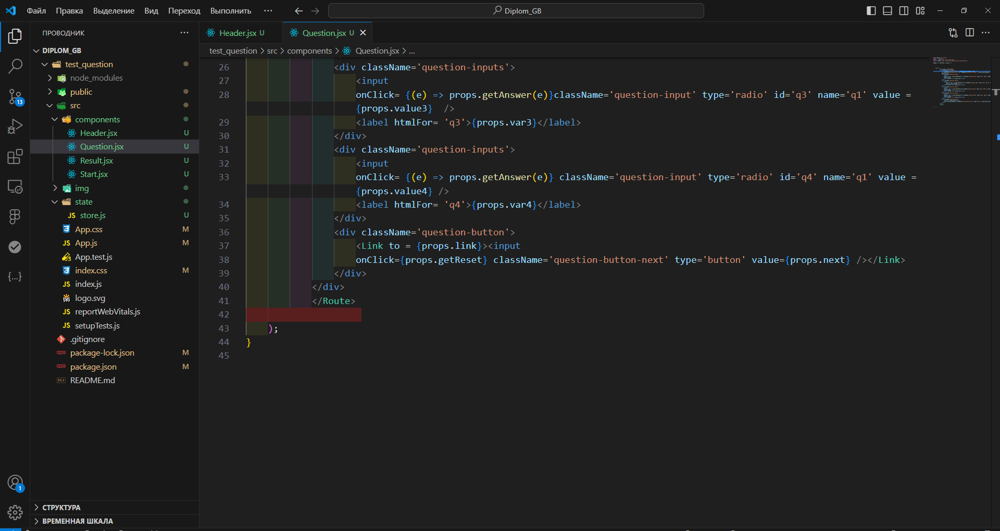 Файл Правка Выделение Вид Переход Выполнить ··· Diplom_GB
ПРОВОДНИК ···
DIPLOM_GB
test_question
node_modules
public
src
components
Header.jsx U
Question.jsx U
Result.jsx U
Start.jsx U
img
state
JS store.js U
App.css M
JS App.js M
App.test.js
index.css M
JS index.js
SVG logo.svg
JS reportWebVitals.js
JS setupTests.js
.gitignore
package-lock.json M
package.json M
README.md
СТРУКТУРА
ВРЕМЕННАЯ ШКАЛА
13
1
Header.jsx U Question.jsx U
test_question > src > components > Question.jsx > ...
26 <div className='question-inputs'>
27 <input
28 onClick= {(e) => props.getAnswer(e)}className='question-input' type='radio' id='q3' name='q1' value =
{props.value3}  />
29 <label htmlFor= 'q3'>{props.var3}</label>
30 </div>
31 <div className='question-inputs'>
32 <input
33 onClick= {(e) => props.getAnswer(e)} className='question-input' type='radio' id='q4' name='q1' value =
{props.value4} />
34 <label htmlFor= 'q4'>{props.var4}</label>
35 </div>
36 <div className='question-button'>
37 <Link to = {props.link}><input
38 onClick={props.getReset} className='question-button-next' type='button' value={props.next} /></Link>
39 </div>
40 </div>
41 </Route>
42
43 );
44 }
45